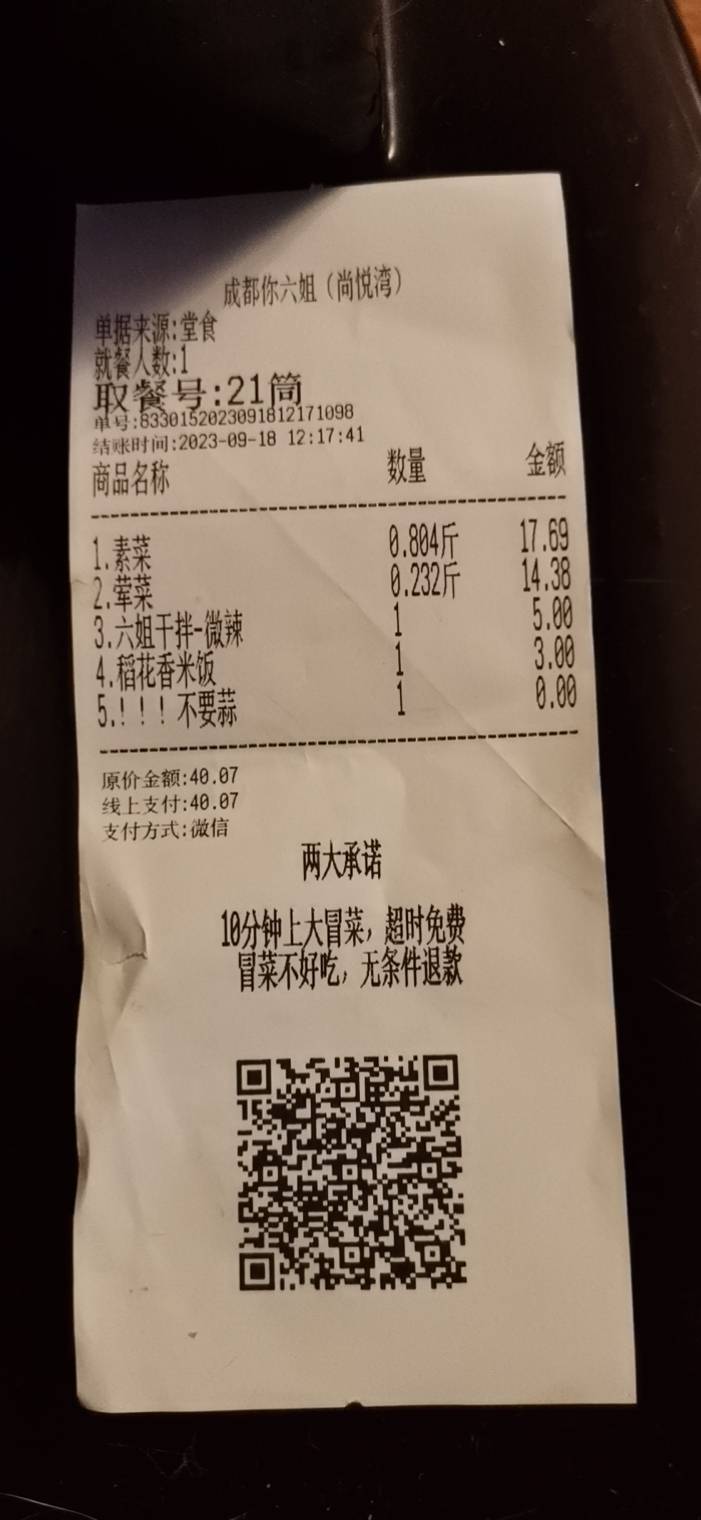 成都你六姐（尚悦湾）
单据来源:堂食
就餐人数:1
取餐号:21筒
单号:8330152023091812171098
结账时间:2023-09-18 12:17:41
商品名称 数量 金额
1.素菜 0.804斤 17.69
2.荤菜 0.232斤 14.38
3.六姐干拌-微辣 1 5.00
4.稻花香米饭 1 3.00
5.！！！不要蒜 1 0.00
原价金额:40.07
线上支付:40.07
支付方式:微信
两大承诺
10分钟上大冒菜，超时免费
冒菜不好吃，无条件退款